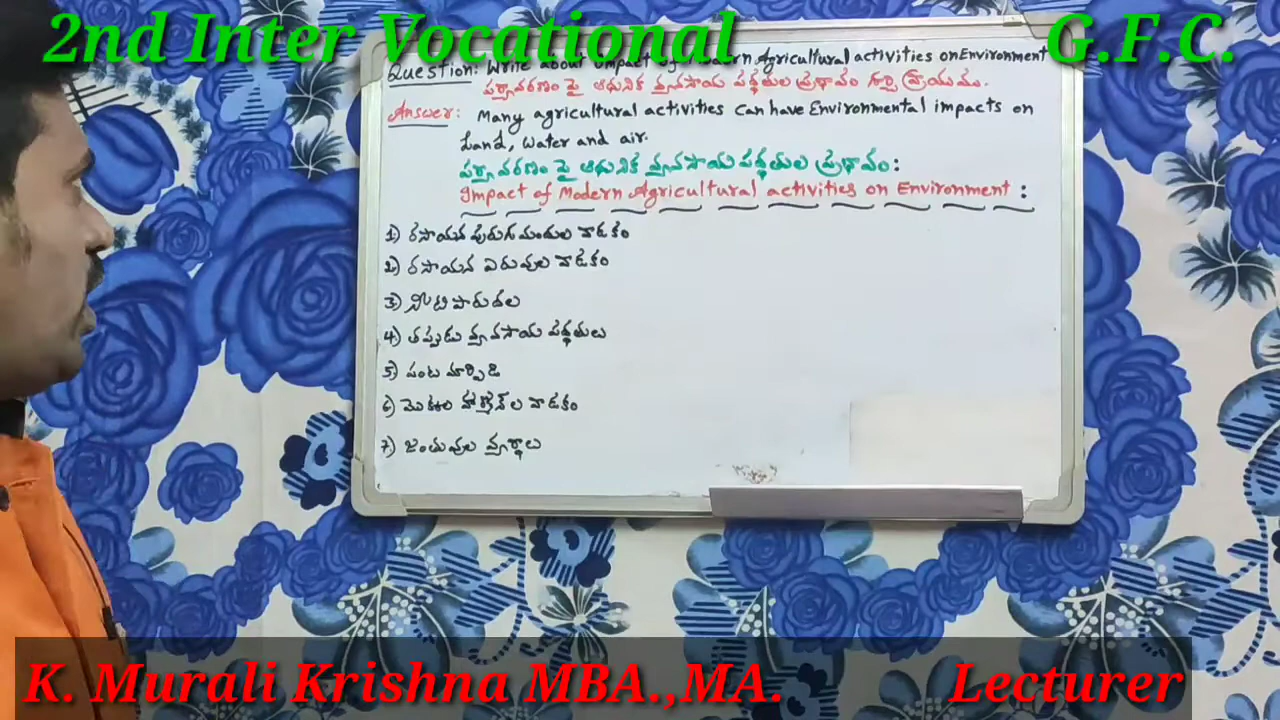 2nd Inter Vocational G.F.C.
Question: Write about Impact of Modern Agricultural activities on Environment
పర్యావరణం పై ఆధునిక వ్యవసాయ పద్ధతుల ప్రభావం గూర్చి వ్రాయుము.
Answer: Many agricultural activities can have Environmental impacts on
Land, Water and air.
పర్యావరణం పై ఆధునిక వ్యవసాయ పద్ధతుల ప్రభావం:
Impact of Modern Agricultural activities on Environment :
1) రసాయన పురుగుమందుల వాడకం
2) రసాయన ఎరువుల వాడకం
3) నీటి పారుదల
4) తప్పుడు వ్యవసాయ పద్ధతులు
5) పంట మార్పిడి
6) మొక్కల హార్మోన్ల వాడకం
7) జంతువుల వ్యర్థాలు
K. Murali Krishna MBA.,MA. Lecturer